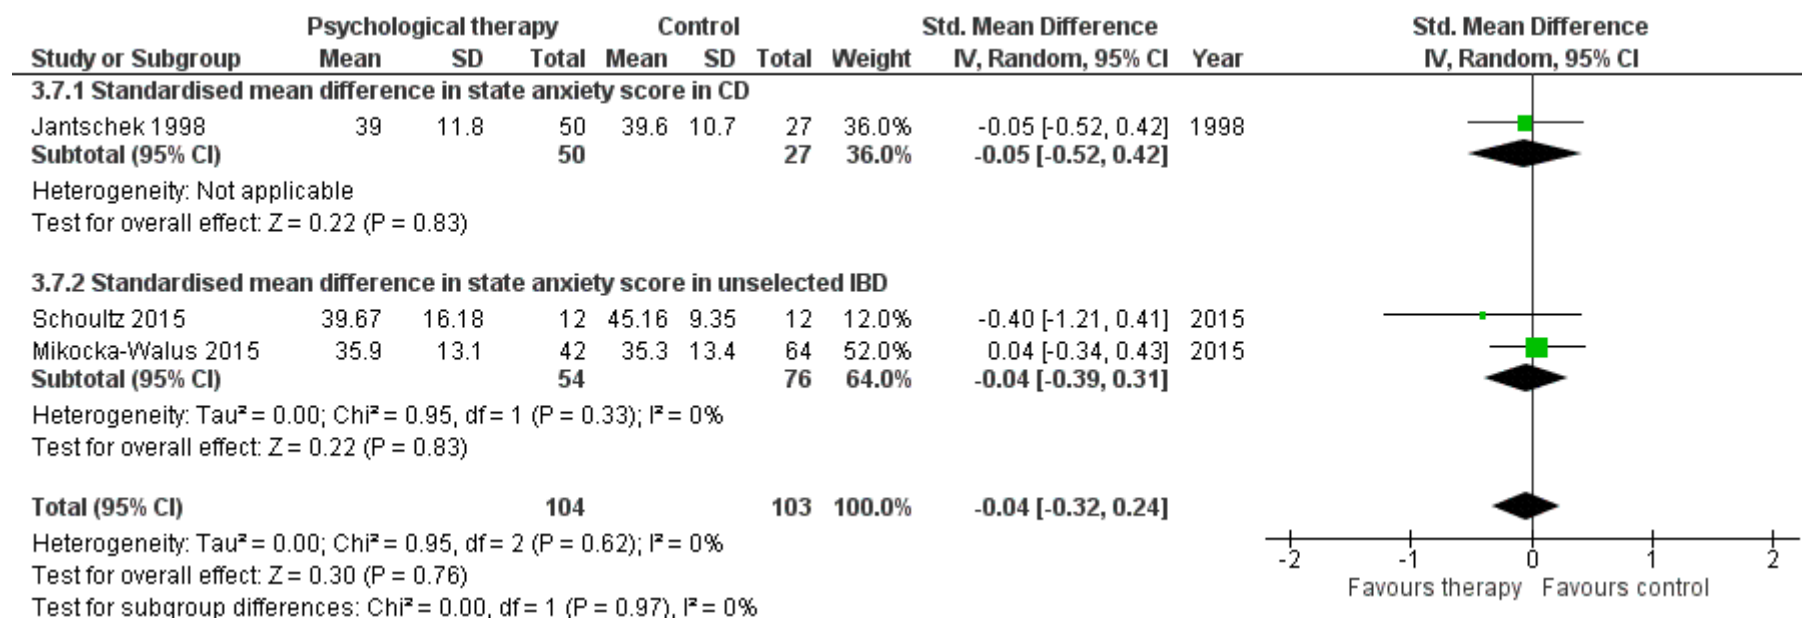 Psychological therapy Control Std. Mean Difference Std. Mean Difference
Study or Subgroup Mean SD Total Mean SD Total Weight IV, Random, 95% CI Year IV, Random, 95% CI
3.7.1 Standardised mean difference in state anxiety score in CD
Jantschek 1998 39 11.8 50 39.6 10.7 27 36.0% -0.05 [-0.52, 0.42] 1998
Subtotal (95% CI) 50 27 36.0% -0.05 [-0.52, 0.42]
Heterogeneity: Not applicable
Test for overall effect: Z = 0.22 (P = 0.83)
3.7.2 Standardised mean difference in state anxiety score in unselected IBD
Schoultz 2015 39.67 16.18 12 45.16 9.35 12 12.0% -0.40 [-1.21, 0.41] 2015
Mikocka-Walus 2015 35.9 13.1 42 35.3 13.4 64 52.0% 0.04 [-0.34, 0.43] 2015
Subtotal (95% CI) 54 76 64.0% -0.04 [-0.39, 0.31]
Heterogeneity: Tau² = 0.00; Chi² = 0.95, df = 1 (P = 0.33); I² = 0%
Test for overall effect: Z = 0.22 (P = 0.83)
Total (95% CI) 104 103 100.0% -0.04 [-0.32, 0.24]
Heterogeneity: Tau² = 0.00; Chi² = 0.95, df = 2 (P = 0.62); I² = 0%
Test for overall effect: Z = 0.30 (P = 0.76)
Test for subgroup differences: Chi² = 0.00, df = 1 (P = 0.97), I² = 0%
-2 -1 0 1 2
Favours therapy Favours control